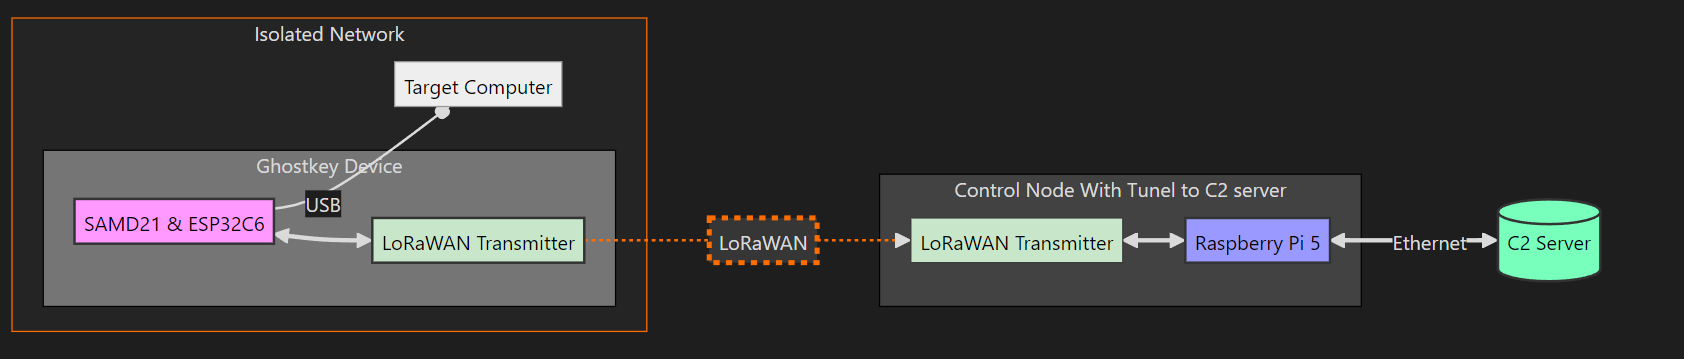 Isolated Network
Target Computer
Ghostkey Device
USB
SAMD21 & ESP32C6
LoRaWAN Transmitter
LoRaWAN
Control Node With Tunel to C2 server
LoRaWAN Transmitter
Raspberry Pi 5
Ethernet
C2 Server